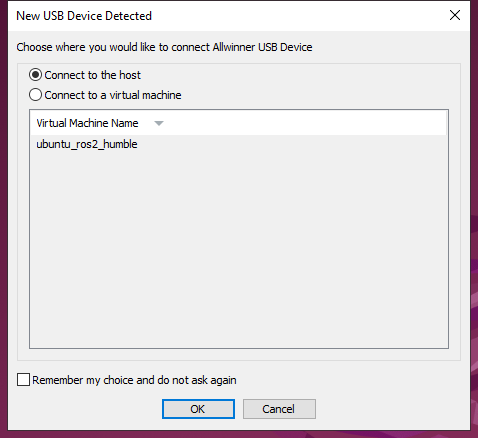 New USB Device Detected
Choose where you would like to connect Allwinner USB Device
Connect to the host
Connect to a virtual machine
Virtual Machine Name
ubuntu_ros2_humble
Remember my choice and do not ask again
OK Cancel